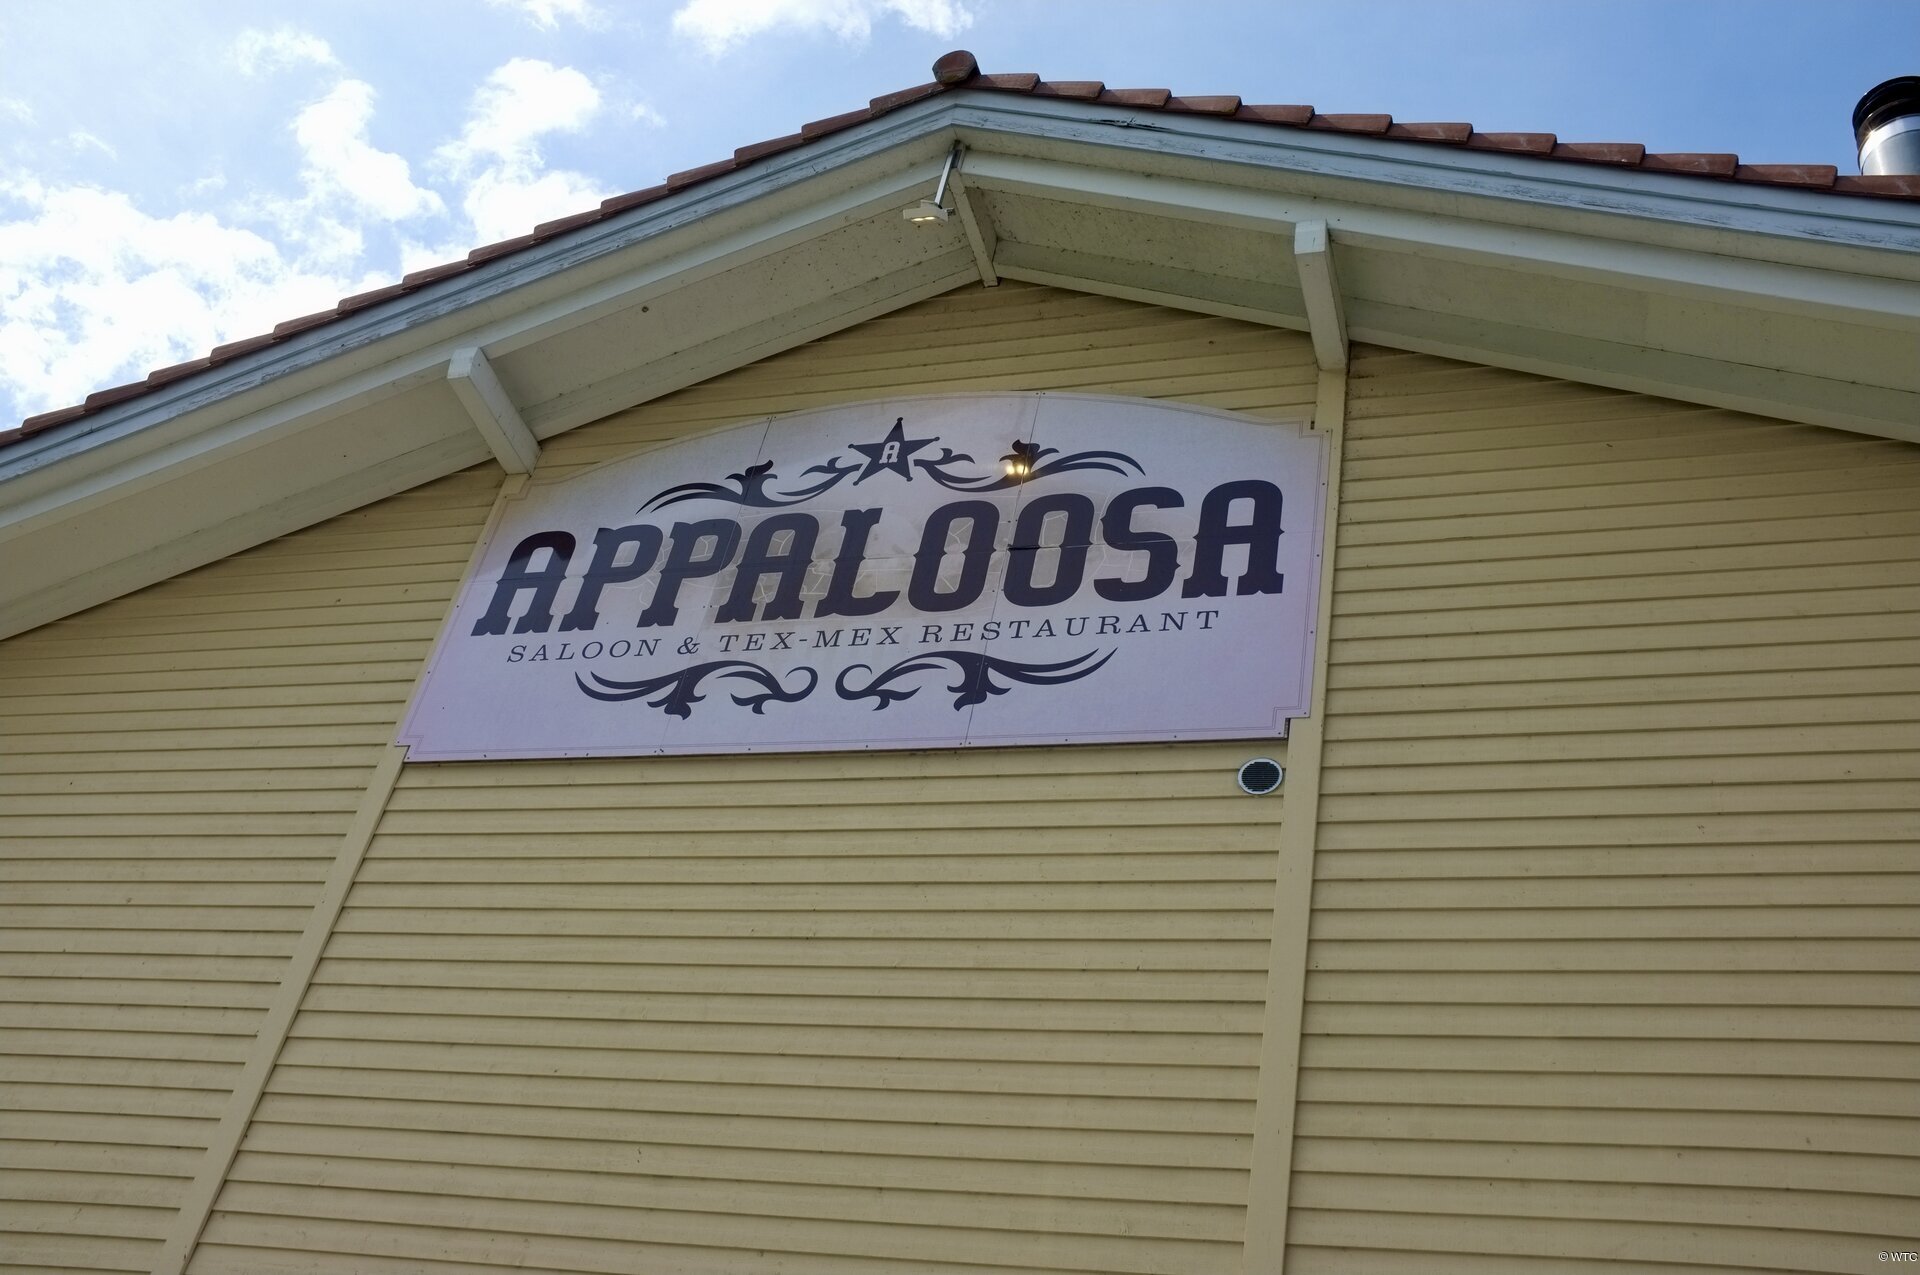 A
APPALOOSA
SALOON & TEX-MEX RESTAURANT
© WTC